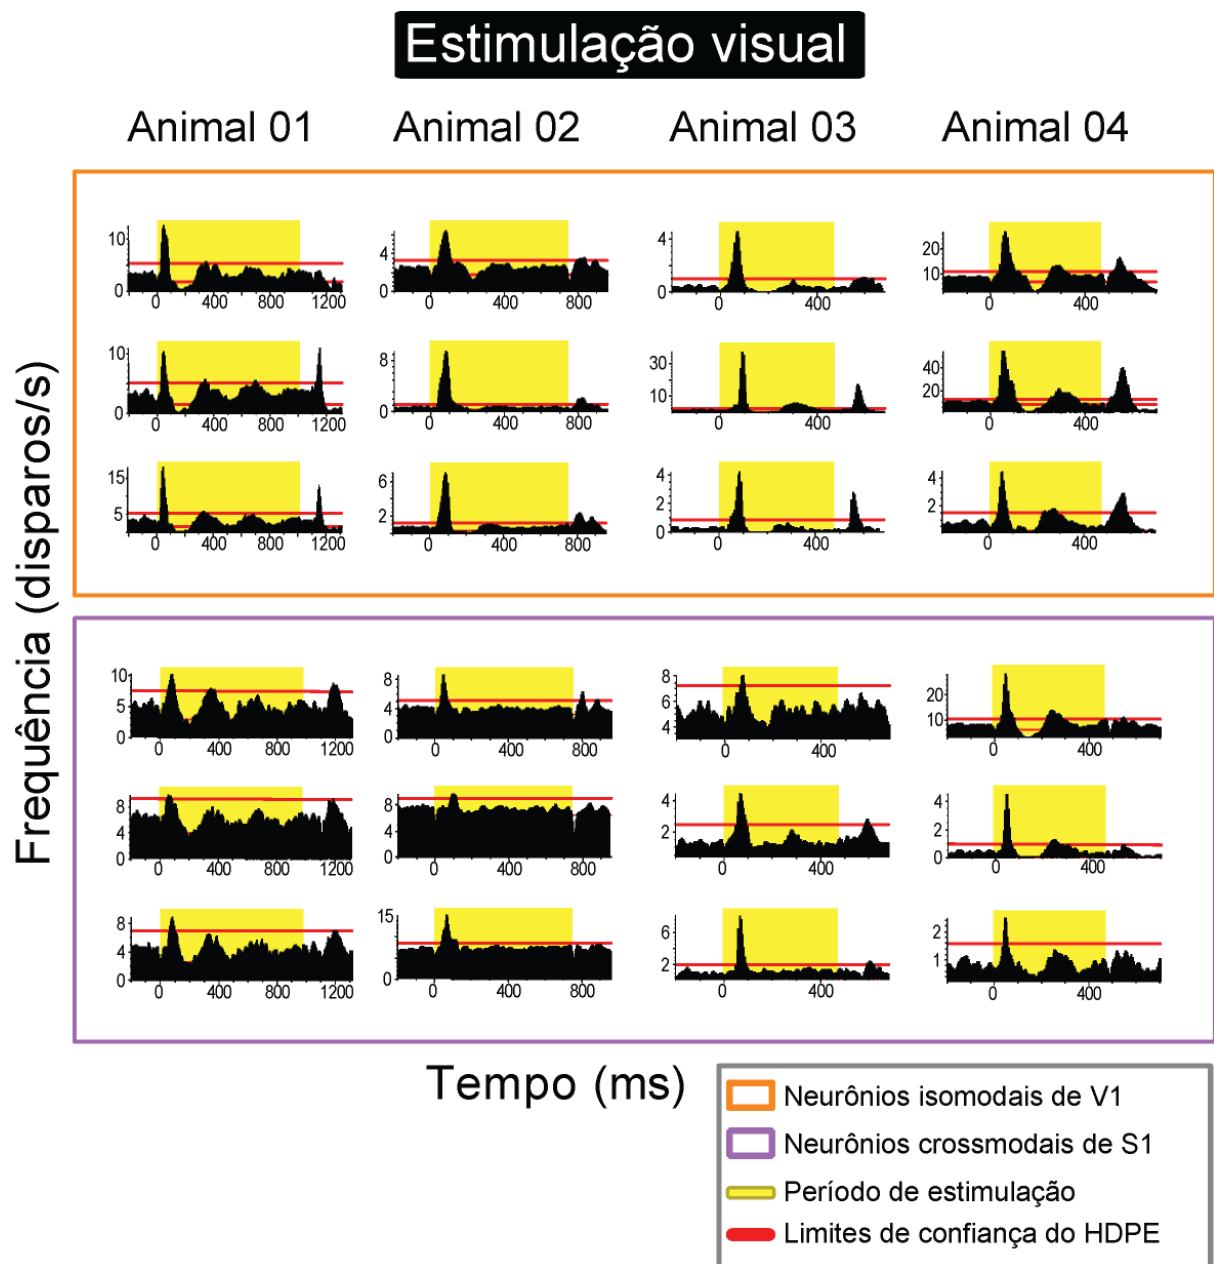 Estimulação visual
Animal 01 Animal 02 Animal 03 Animal 04
Frequência (disparos/s)
10 0 0 400 800 1200
4 0 0 400 800
4 2 0 0 400
20 10 0 400
10 5 0 0 400 800 1200
8 4 0 0 400 800
30 10 0 400
40 20 0 400
15 5 0 400 800 1200
6 2 0 400 800
4 2 0 0 400
4 2 0 400
10 5 0 0 400 800 1200
8 4 0 0 400 800
8 6 4 0 400
20 10 0 400
8 4 0 0 400 800 1200
8 4 0 0 400 800
4 2 0 400
4 2 0 0 400
8 4 0 0 400 800 1200
15 0 0 400 800
6 2 0 400
2 1 0 400
Tempo (ms)
Neurônios isomodais de V1
Neurônios crossmodais de S1
Período de estimulação
Limites de confiança do HDPE